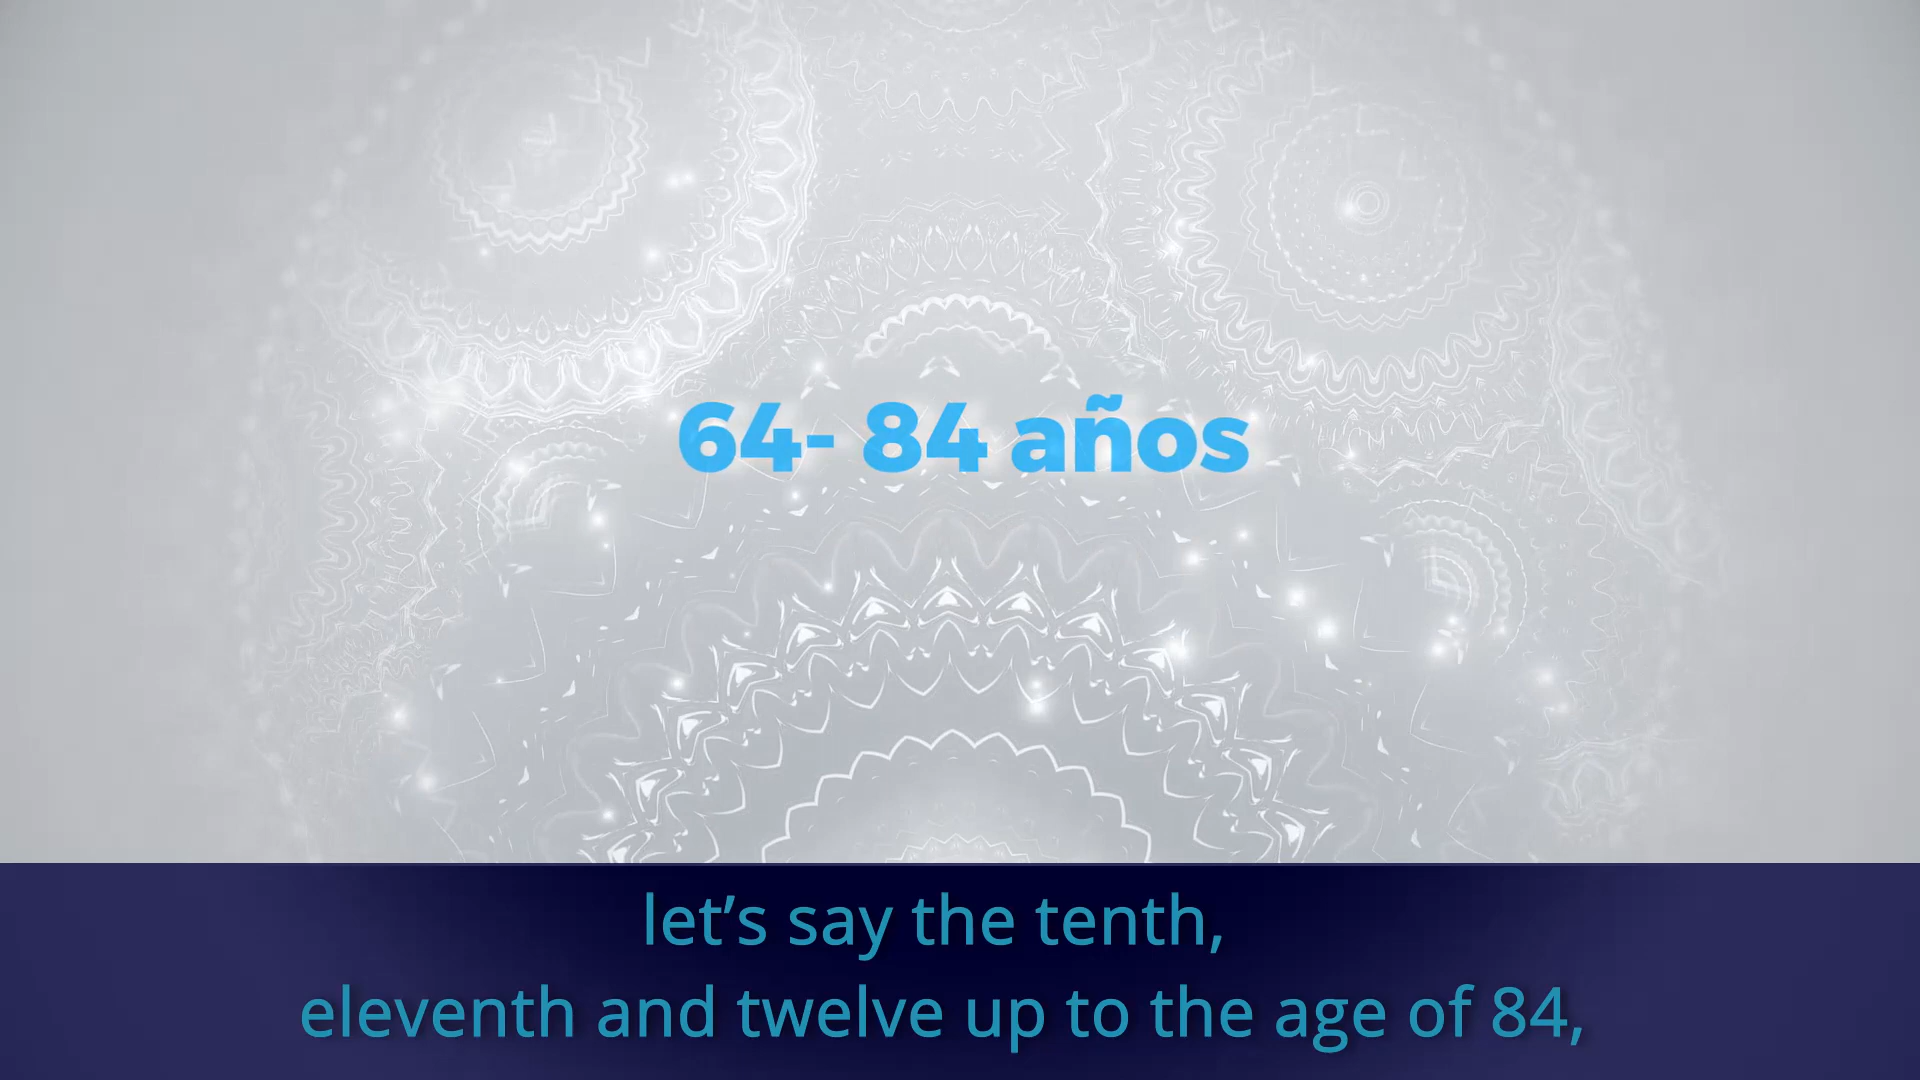 64- 84 años
let’s say the tenth,
eleventh and twelve up to the age of 84,